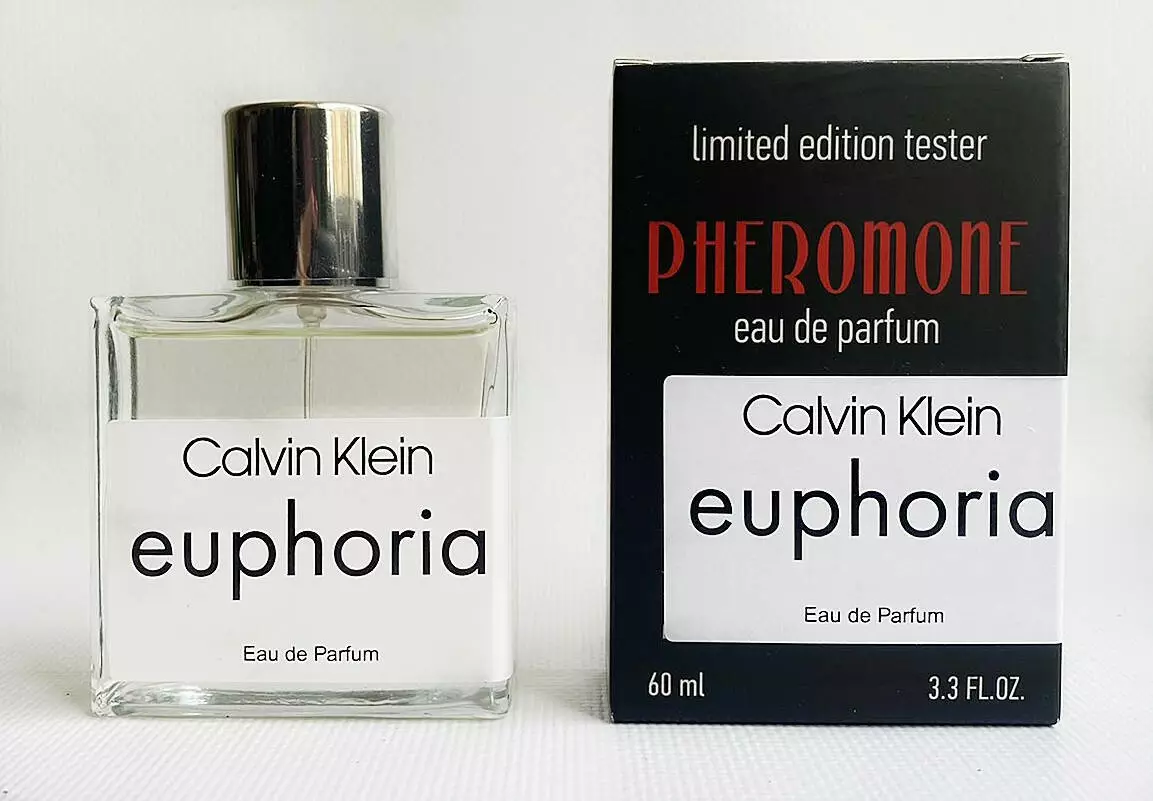 Calvin Klein
euphoria
Eau de Parfum
limited edition tester
PHEROMONE
eau de parfum
Calvin Klein
euphoria
Eau de Parfum
60 ml
3.3 FL.OZ.